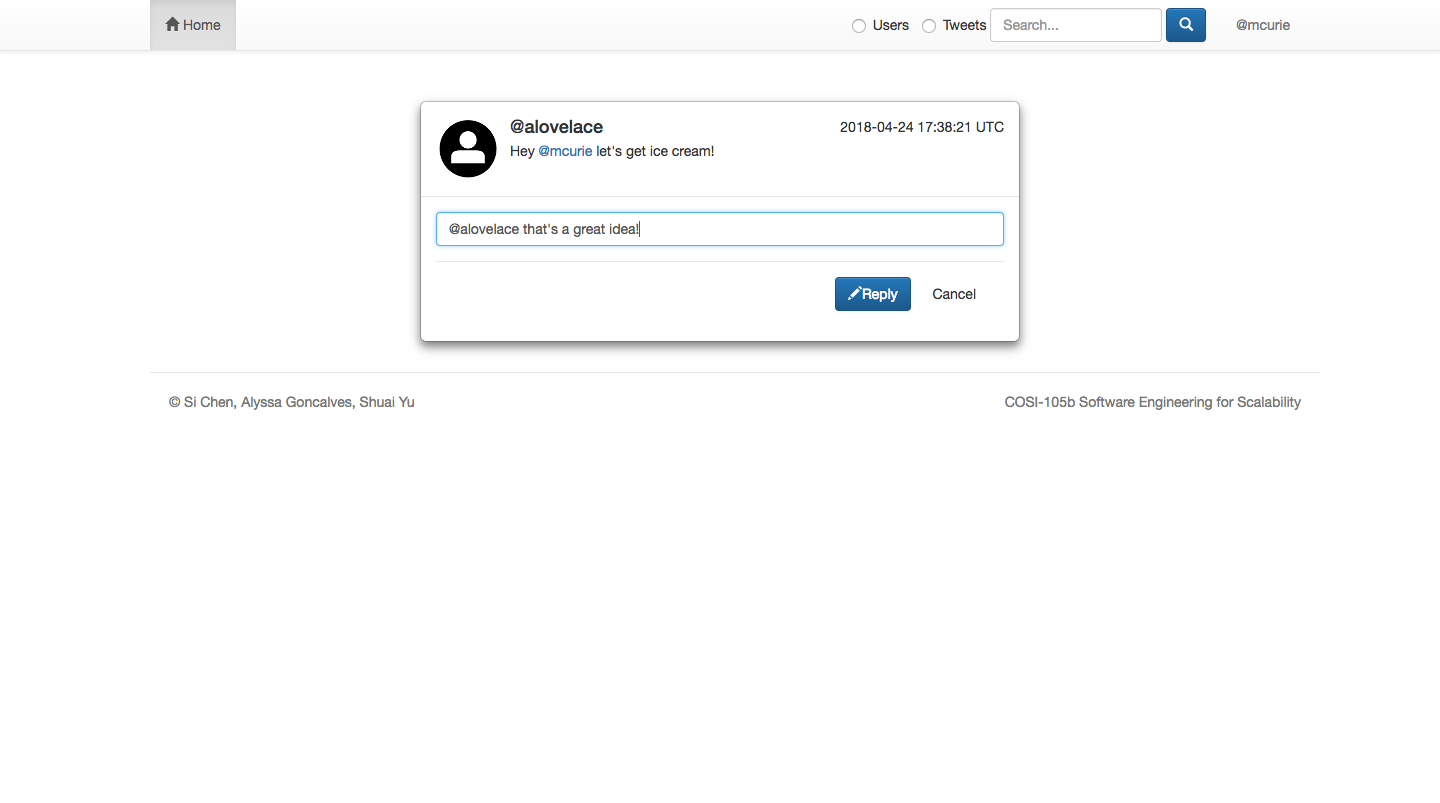 Home
Users Tweets Search... @mcurie
@alovelace 2018-04-24 17:38:21 UTC
Hey @mcurie let's get ice cream!
@alovelace that's a great idea!
Reply Cancel
© Si Chen, Alyssa Goncalves, Shuai Yu COSI-105b Software Engineering for Scalability